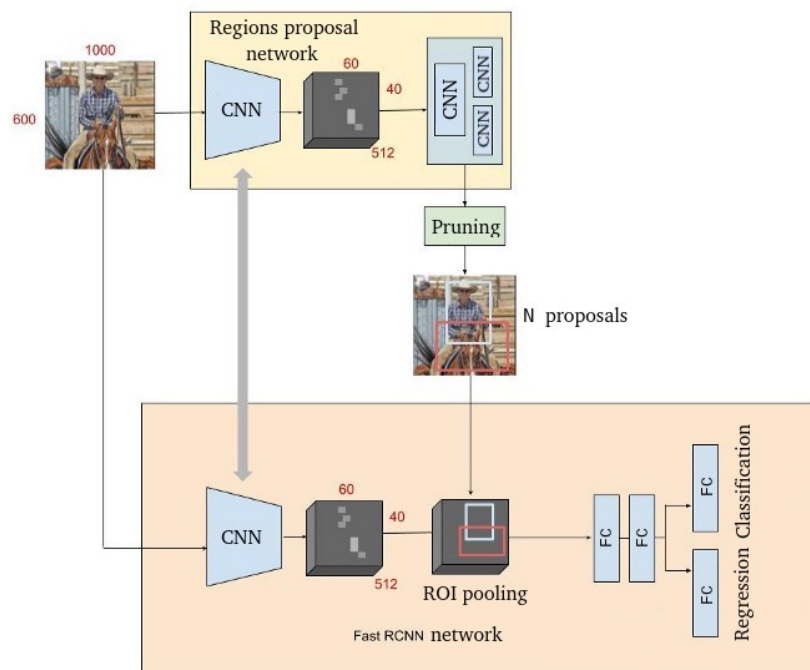 Regions proposal
network
1000
600
CNN
60
40
512
CNN
CNN
CNN
Pruning
N proposals
CNN
60
40
512
ROI pooling
FC
FC
FC
FC
Classification
Regression
Fast RCNN network